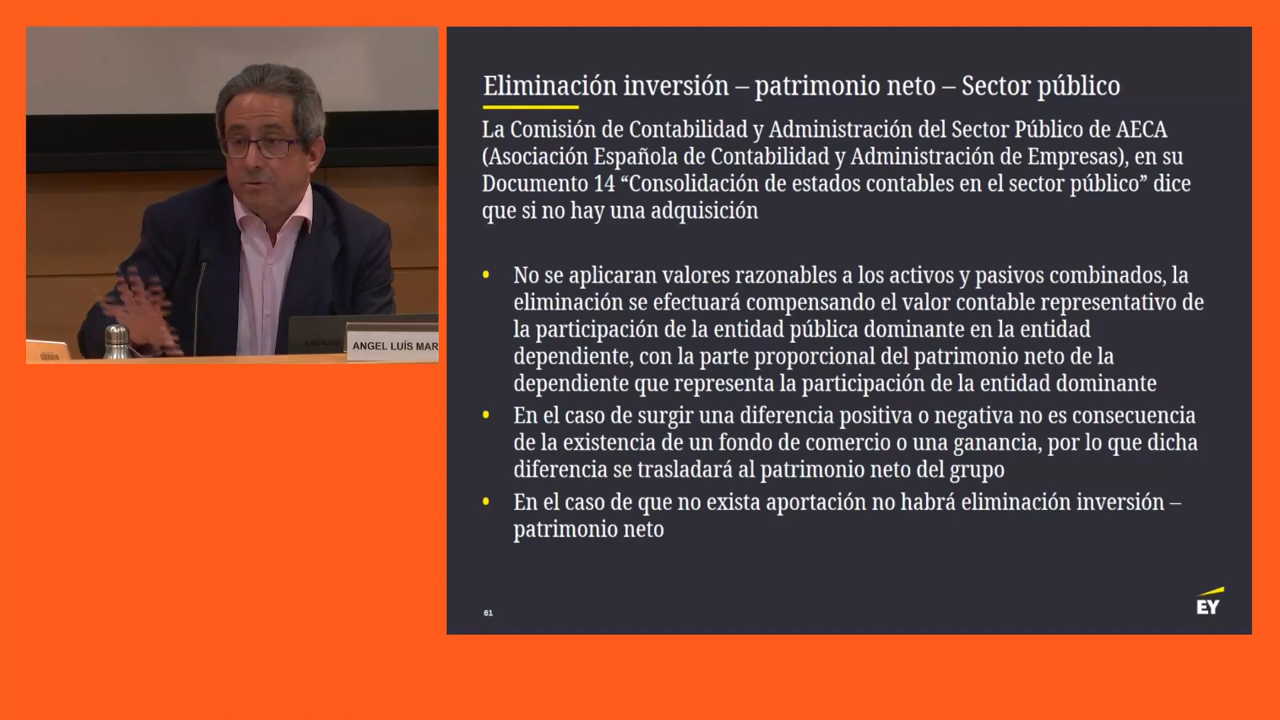 Eliminación inversión – patrimonio neto – Sector público
La Comisión de Contabilidad y Administración del Sector Público de AECA
(Asociación Española de Contabilidad y Administración de Empresas), en su
Documento 14 “Consolidación de estados contables en el sector público” dice
que si no hay una adquisición
• No se aplicaran valores razonables a los activos y pasivos combinados, la
eliminación se efectuará compensando el valor contable representativo de
la participación de la entidad pública dominante en la entidad
dependiente, con la parte proporcional del patrimonio neto de la
dependiente que representa la participación de la entidad dominante
• En el caso de surgir una diferencia positiva o negativa no es consecuencia
de la existencia de un fondo de comercio o una ganancia, por lo que dicha
diferencia se trasladará al patrimonio neto del grupo
• En el caso de que no exista aportación no habrá eliminación inversión –
patrimonio neto
61
EY
ANGEL LUÍS MAR